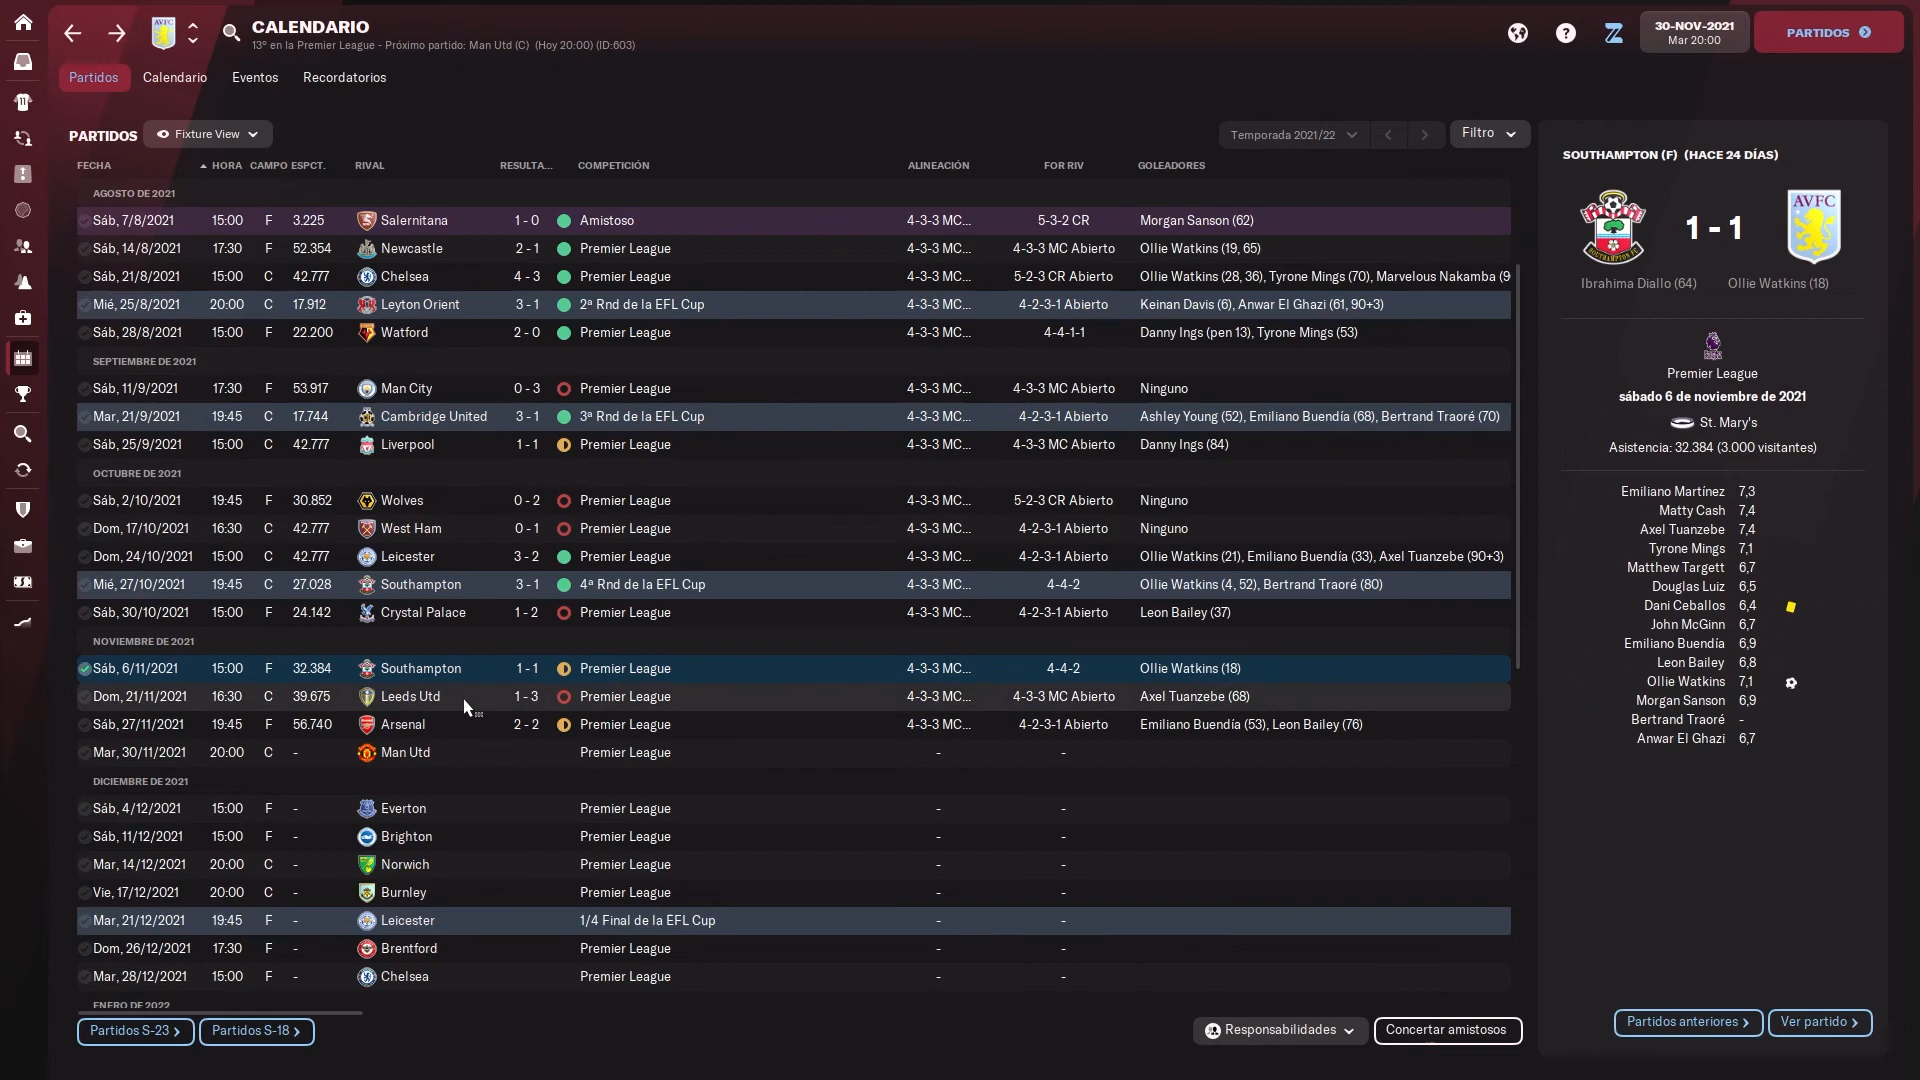 CALENDARIO
13º en la Premier League - Próximo partido: Man Utd (C) (Hoy 20:00) (ID:603)
30-NOV-2021
Mar 20:00
PARTIDOS
Partidos Calendario Eventos Recordatorios
PARTIDOS Fixture View Temporada 2021/22 Filtro
FECHA HORA CAMPO ESPCT. RIVAL RESULTA... COMPETICIÓN ALINEACIÓN FOR RIV GOLEADORES
AGOSTO DE 2021
Sáb, 7/8/2021 15:00 F 3.225 Salernitana 1 - 0 Amistoso 4-3-3 MC... 5-3-2 CR Morgan Sanson (62)
Sáb, 14/8/2021 17:30 F 52.354 Newcastle 2 - 1 Premier League 4-3-3 MC... 4-3-3 MC Abierto Ollie Watkins (19, 65)
Sáb, 21/8/2021 15:00 C 42.777 Chelsea 4 - 3 Premier League 4-3-3 MC... 5-2-3 CR Abierto Ollie Watkins (28, 36), Tyrone Mings (70), Marvelous Nakamba (9
Mié, 25/8/2021 20:00 C 17.912 Leyton Orient 3 - 1 2ª Rnd de la EFL Cup 4-3-3 MC... 4-2-3-1 Abierto Keinan Davis (6), Anwar El Ghazi (61, 90+3)
Sáb, 28/8/2021 15:00 F 22.200 Watford 2 - 0 Premier League 4-3-3 MC... 4-4-1-1 Danny Ings (pen 13), Tyrone Mings (53)
SEPTIEMBRE DE 2021
Sáb, 11/9/2021 17:30 F 53.917 Man City 0 - 3 Premier League 4-3-3 MC... 4-3-3 MC Abierto Ninguno
Mar, 21/9/2021 19:45 C 17.744 Cambridge United 3 - 1 3ª Rnd de la EFL Cup 4-3-3 MC... 4-2-3-1 Abierto Ashley Young (52), Emiliano Buendía (68), Bertrand Traoré (70)
Sáb, 25/9/2021 15:00 C 42.777 Liverpool 1 - 1 Premier League 4-3-3 MC... 4-3-3 MC Abierto Danny Ings (84)
OCTUBRE DE 2021
Sáb, 2/10/2021 19:45 F 30.852 Wolves 0 - 2 Premier League 4-3-3 MC... 5-2-3 CR Abierto Ninguno
Dom, 17/10/2021 16:30 C 42.777 West Ham 0 - 1 Premier League 4-3-3 MC... 4-2-3-1 Abierto Ninguno
Dom, 24/10/2021 15:00 C 42.777 Leicester 3 - 2 Premier League 4-3-3 MC... 4-2-3-1 Abierto Ollie Watkins (21), Emiliano Buendía (33), Axel Tuanzebe (90+3)
Mié, 27/10/2021 19:45 C 27.028 Southampton 3 - 1 4ª Rnd de la EFL Cup 4-3-3 MC... 4-4-2 Ollie Watkins (4, 52), Bertrand Traoré (80)
Sáb, 30/10/2021 15:00 F 24.142 Crystal Palace 1 - 2 Premier League 4-3-3 MC... 4-2-3-1 Abierto Leon Bailey (37)
NOVIEMBRE DE 2021
Sáb, 6/11/2021 15:00 F 32.384 Southampton 1 - 1 Premier League 4-3-3 MC... 4-4-2 Ollie Watkins (18)
Dom, 21/11/2021 16:30 C 39.675 Leeds Utd 1 - 3 Premier League 4-3-3 MC... 4-3-3 MC Abierto Axel Tuanzebe (68)
Sáb, 27/11/2021 19:45 F 56.740 Arsenal 2 - 2 Premier League 4-3-3 MC... 4-2-3-1 Abierto Emiliano Buendía (53), Leon Bailey (76)
Mar, 30/11/2021 20:00 C - Man Utd Premier League - -
DICIEMBRE DE 2021
Sáb, 4/12/2021 15:00 F - Everton Premier League - -
Sáb, 11/12/2021 15:00 F - Brighton Premier League - -
Mar, 14/12/2021 20:00 C - Norwich Premier League - -
Vie, 17/12/2021 20:00 C - Burnley Premier League - -
Mar, 21/12/2021 19:45 F - Leicester 1/4 Final de la EFL Cup - -
Dom, 26/12/2021 17:30 F - Brentford Premier League - -
Mar, 28/12/2021 15:00 F - Chelsea Premier League - -
ENERO DE 2022
Partidos S-23 Partidos S-18 Responsabilidades Concertar amistosos
SOUTHAMPTON (F) (HACE 24 DÍAS)
AVFC
1 - 1
Ibrahima Diallo (64) Ollie Watkins (18)
Premier League
sábado 6 de noviembre de 2021
St. Mary's
Asistencia: 32.384 (3.000 visitantes)
Emiliano Martínez 7,3
Matty Cash 7,4
Axel Tuanzebe 7,4
Tyrone Mings 7,1
Matthew Targett 6,7
Douglas Luiz 6,5
Dani Ceballos 6,4
John McGinn 6,7
Emiliano Buendía 6,9
Leon Bailey 6,8
Ollie Watkins 7,1
Morgan Sanson 6,9
Bertrand Traoré -
Anwar El Ghazi 6,7
Partidos anteriores Ver partido